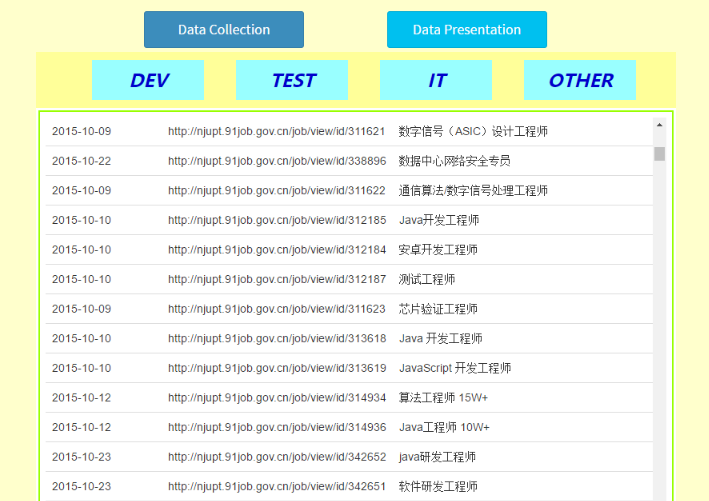 Data Collection Data Presentation
DEV TEST IT OTHER
2015-10-09 http://njupt.91job.gov.cn/job/view/id/311621 数字信号（ASIC）设计工程师
2015-10-22 http://njupt.91job.gov.cn/job/view/id/338896 数据中心网络安全专员
2015-10-09 http://njupt.91job.gov.cn/job/view/id/311622 通信算法/数字信号处理工程师
2015-10-10 http://njupt.91job.gov.cn/job/view/id/312185 Java开发工程师
2015-10-10 http://njupt.91job.gov.cn/job/view/id/312184 安卓开发工程师
2015-10-10 http://njupt.91job.gov.cn/job/view/id/312187 测试工程师
2015-10-09 http://njupt.91job.gov.cn/job/view/id/311623 芯片验证工程师
2015-10-10 http://njupt.91job.gov.cn/job/view/id/313618 Java 开发工程师
2015-10-10 http://njupt.91job.gov.cn/job/view/id/313619 JavaScript 开发工程师
2015-10-12 http://njupt.91job.gov.cn/job/view/id/314934 算法工程师 15W+
2015-10-12 http://njupt.91job.gov.cn/job/view/id/314936 Java工程师 10W+
2015-10-23 http://njupt.91job.gov.cn/job/view/id/342652 java研发工程师
2015-10-23 http://njupt.91job.gov.cn/job/view/id/342651 软件研发工程师